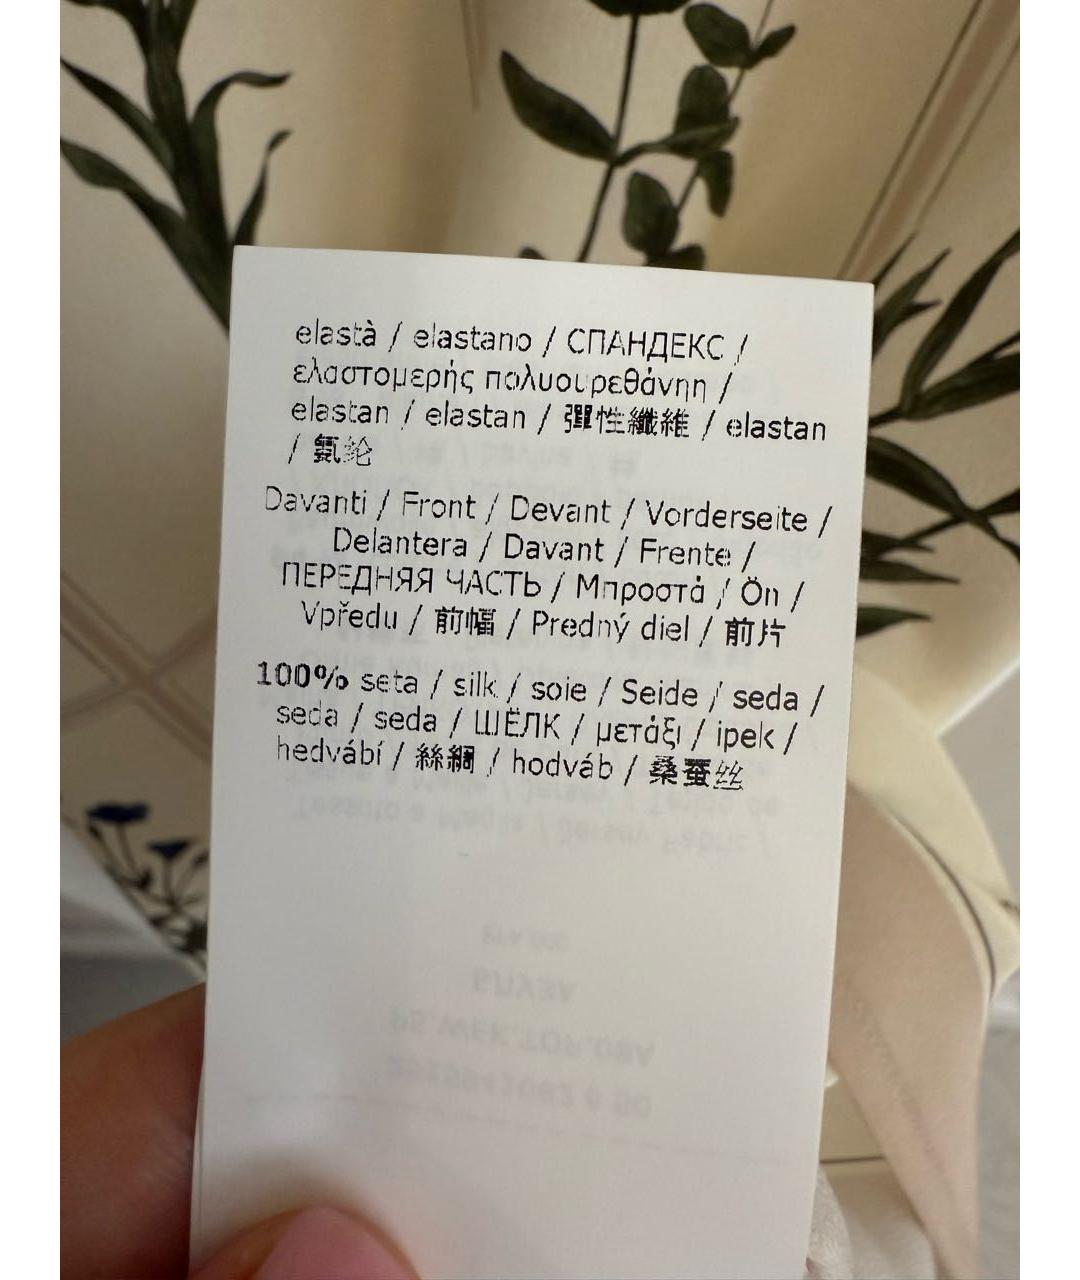 elastà / elastano / СПАНДЕКС /
ελαστομερής πολυουρεθάνηη /
elastan / elastan / 彈性纖維 / elastan
/ 氨纶
Davanti / Front / Devant / Vorderseite /
Delantera / Davant / Frente /
ПЕРЕДНЯЯ ЧАСТЬ / Μπροστά / Ön /
Vpředu / 前幅 / Predný diel / 前片
100% seta / silk / soie / Seide / seda /
seda / seda / ШЁЛК / μετάξι / ipek /
hedvábí / 絲綢 / hodváb / 桑蚕丝